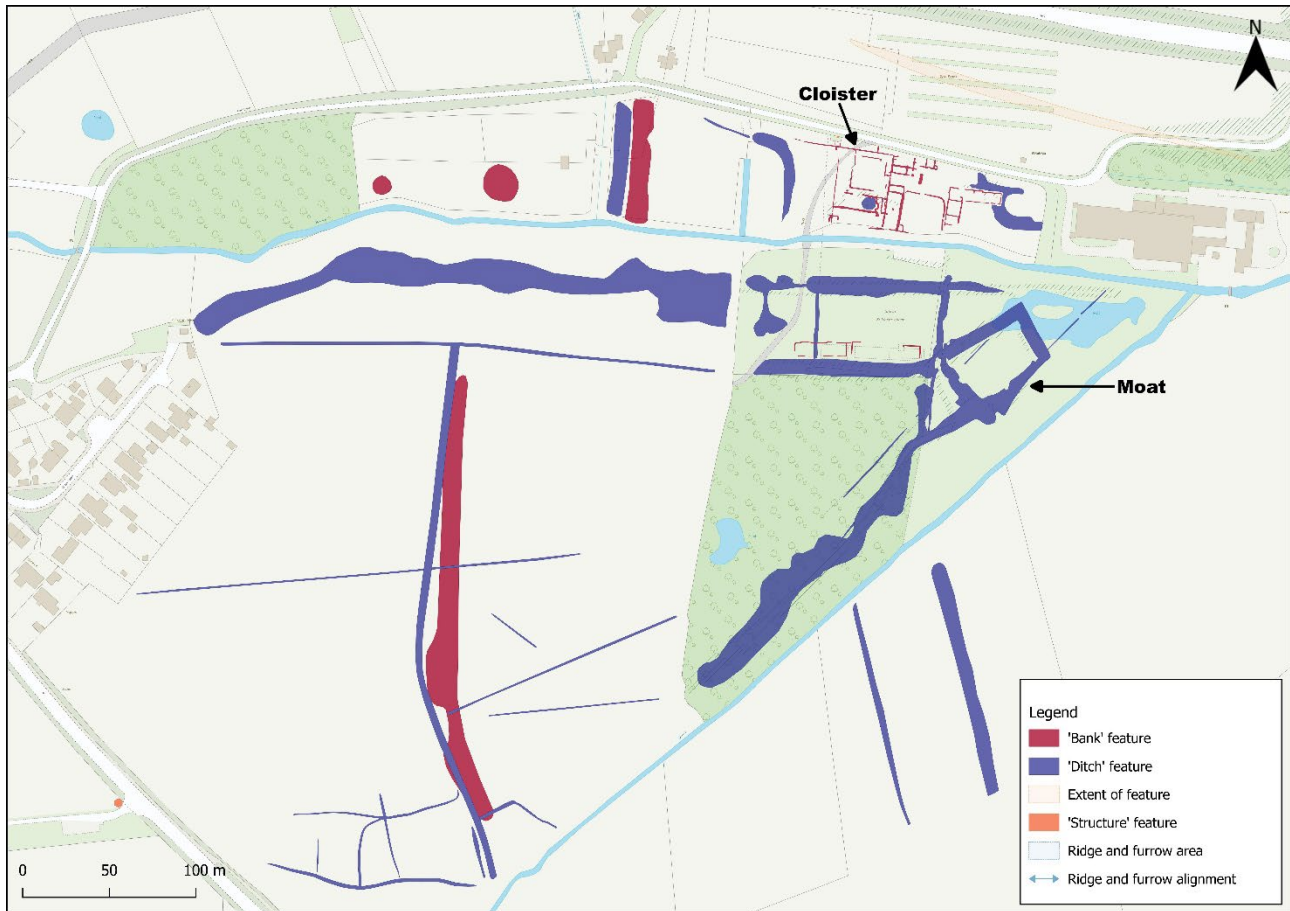 N
Cloister
Moat
Legend
'Bank' feature
'Ditch' feature
Extent of feature
'Structure' feature
Ridge and furrow area
Ridge and furrow alignment
0 50 100 m